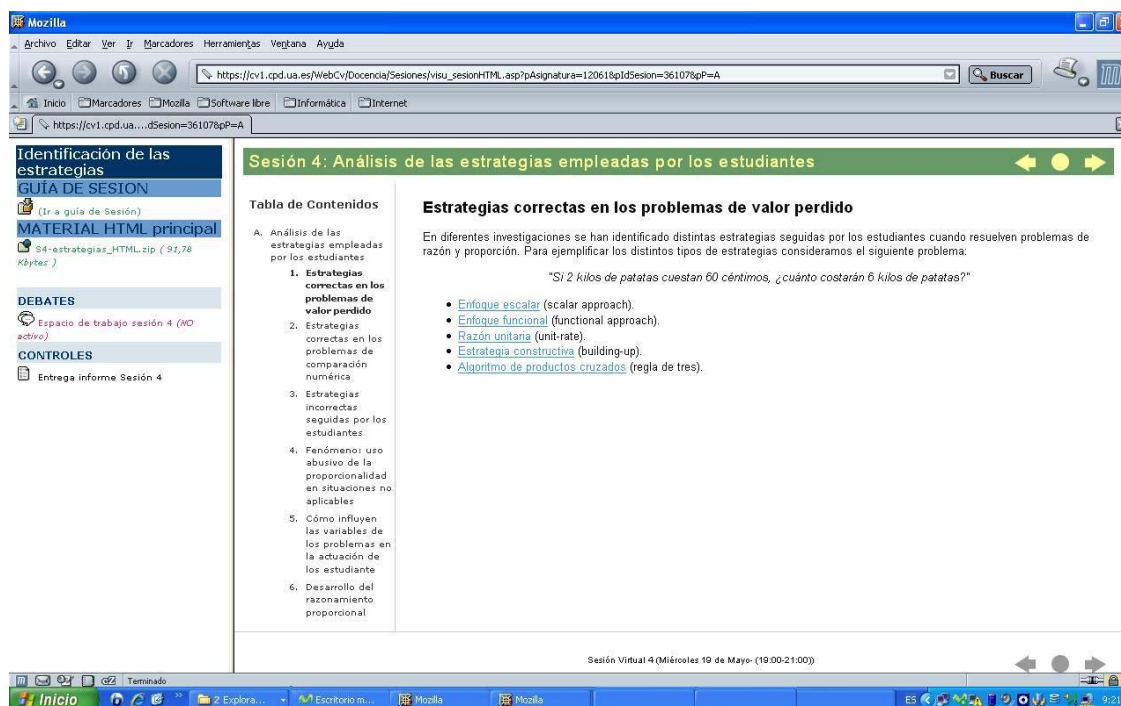 Mozilla
Archivo Editar Ver Ir Marcadores Herramientas Ventana Ayuda
https://cv1.cpd.ua.es/WebCv/Docencia/Sesiones/visu_sesionHTML.asp?pAsignatura=12061&pIdSesion=36107&pP=A
Buscar
Inicio Marcadores Mozilla Software libre Informática Internet
https://cv1.cpd.ua....dSesion=36107&pP=A
Identificación de las
estrategias
GUÍA DE SESION
(Ir a guía de Sesión)
MATERIAL HTML principal
S4-estrategias_HTML.zip ( 91,78
Kbytes )
DEBATES
Espacio de trabajo sesión 4 (NO
activo)
CONTROLES
Entrega informe Sesión 4
Sesión 4: Análisis de las estrategias empleadas por los estudiantes
Tabla de Contenidos
A. Análisis de las
estrategias empleadas
por los estudiantes
1. Estrategias
correctas en los
problemas de
valor perdido
2. Estrategias
correctas en los
problemas de
comparación
numérica
3. Estrategias
incorrectas
seguidas por los
estudiantes
4. Fenómeno: uso
abusivo de la
proporcionalidad
en situaciones no
aplicables
5. Cómo influyen
las variables de
los problemas en
la actuación de
los estudiante
6. Desarrollo del
razonamiento
proporcional
Estrategias correctas en los problemas de valor perdido
En diferentes investigaciones se han identificado distintas estrategias seguidas por los estudiantes cuando resuelven problemas de
razón y proporción. Para ejemplificar los distintos tipos de estrategias consideramos el siguiente problema:
"Si 2 kilos de patatas cuestan 60 céntimos, ¿cuánto costarán 6 kilos de patatas?"
• Enfoque escalar (scalar approach).
• Enfoque funcional (functional approach).
• Razón unitaria (unit-rate).
• Estrategia constructiva (building-up).
• Algoritmo de productos cruzados (regla de tres).
Sesión Virtual 4 (Miércoles 19 de Mayo- (19:00-21:00))
Terminado
Inicio
2 Explora...
Escritorio m...
Mozilla
Mozilla
ES
9:21